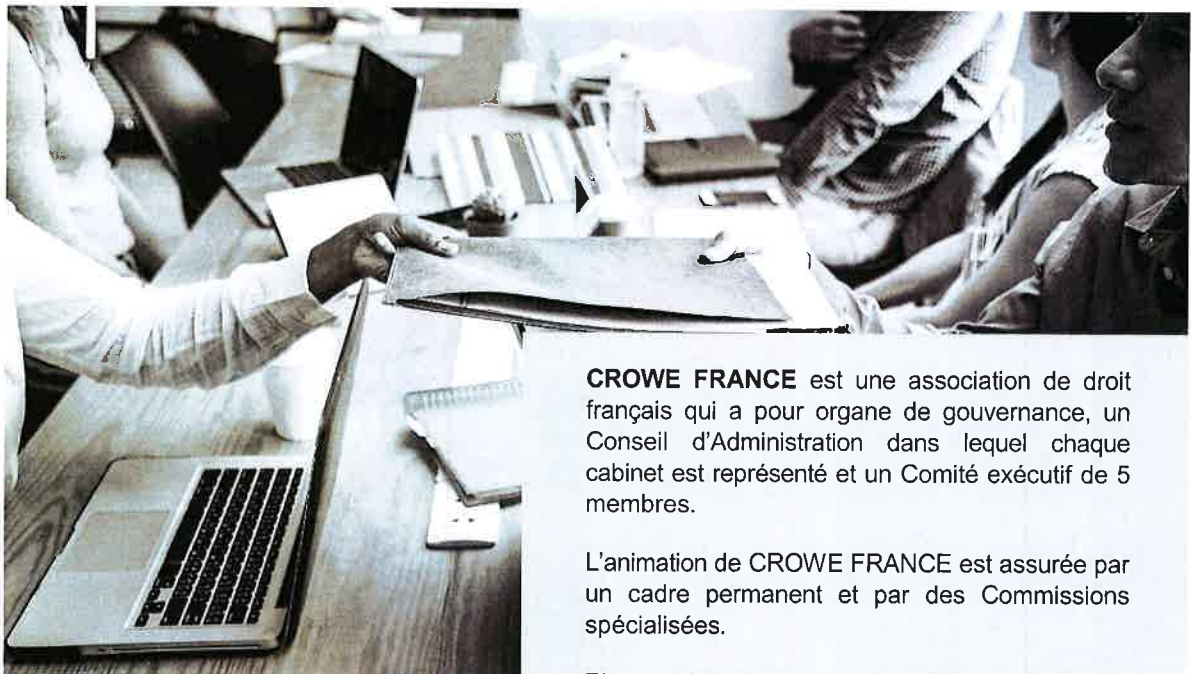 CROWE FRANCE est une association de droit
français qui a pour organe de gouvernance, un
Conseil d'Administration dans lequel chaque
cabinet est représenté et un Comité exécutif de 5
membres.
L'animation de CROWE FRANCE est assurée par
un cadre permanent et par des Commissions
spécialisées.